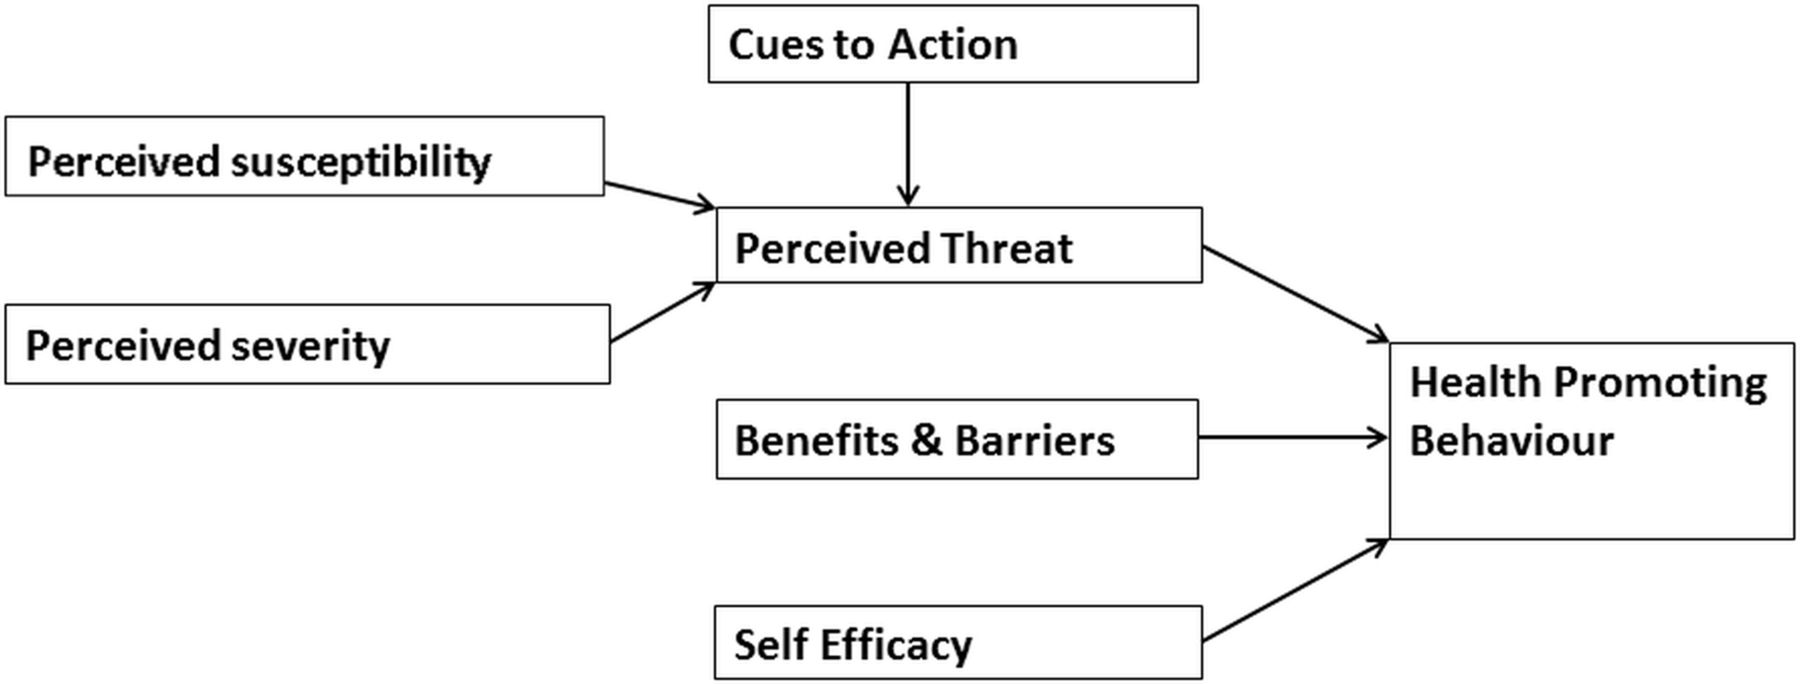 Cues to Action
Perceived susceptibility
Perceived Threat
Perceived severity
Health Promoting
Behaviour
Benefits & Barriers
Self Efficacy